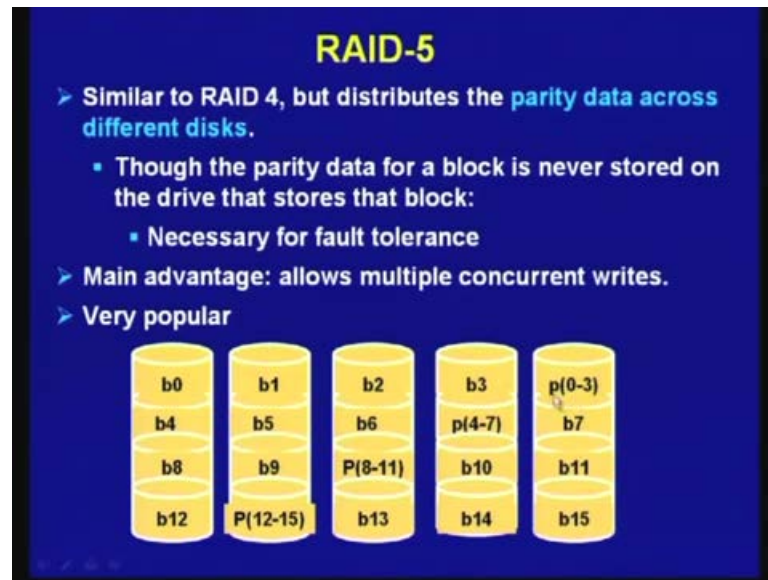 RAID-5
Similar to RAID 4, but distributes the parity data across
different disks.
Though the parity data for a block is never stored on
the drive that stores that block:
Necessary for fault tolerance
Main advantage: allows multiple concurrent writes.
Very popular
b0 b1 b2 b3 p(0-3)
b4 b5 b6 p(4-7) b7
b8 b9 P(8-11) b10 b11
b12 P(12-15) b13 b14 b15